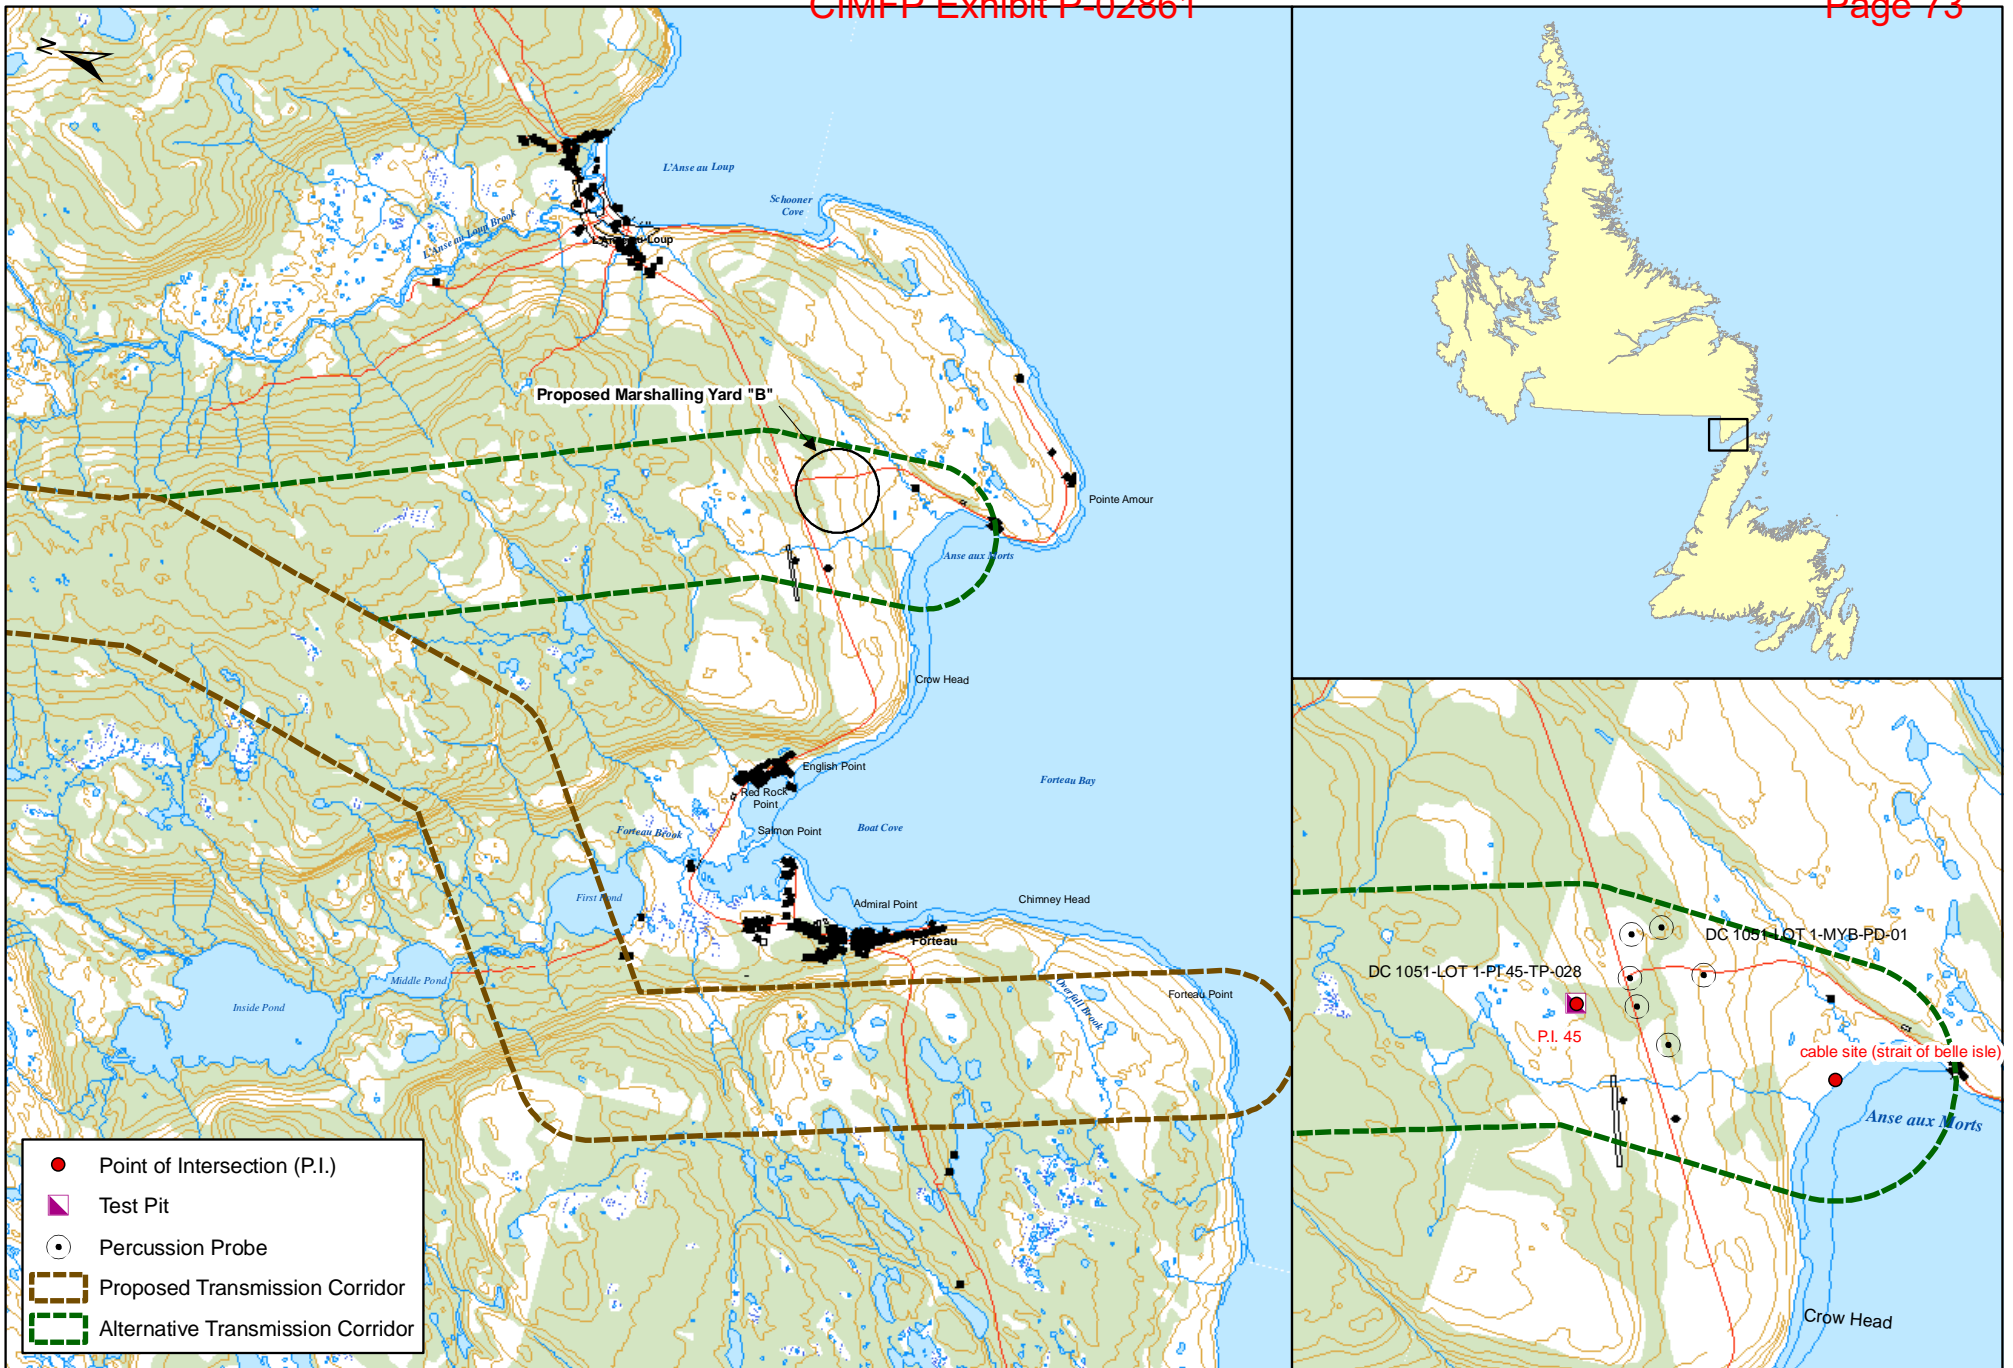 CIMFP Exhibit P-02861
Page 73
N
L'Anse au Loup
Schooner
Cove
L'Anse au Loup Brook
L'Anse-au-Loup
Proposed Marshalling Yard "B"
Pointe Amour
Anse aux Morts
Crow Head
English Point
Red Rock
Point
Forteau Bay
Salmon Point
Boat Cove
Forteau Brook
First Pond
Admiral Point
Chimney Head
Forteau
Middle Pond
Inside Pond
Overfall Brook
Forteau Point
Point of Intersection (P.I.)
Test Pit
Percussion Probe
Proposed Transmission Corridor
Alternative Transmission Corridor
DC 1051-LOT 1-MYB-PD-01
DC 1051-LOT 1-PI 45-TP-028
P.I. 45
cable site (strait of belle isle)
Anse aux Morts
Crow Head